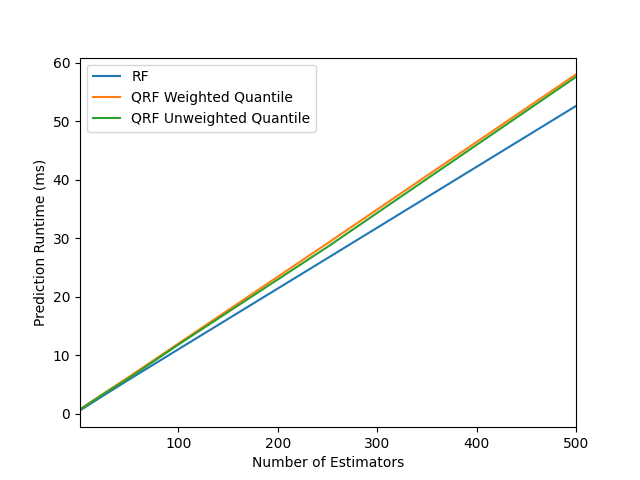 RF
QRF Weighted Quantile
QRF Unweighted Quantile
Prediction Runtime (ms)
60
50
40
30
20
10
0
100 200 300 400 500
Number of Estimators